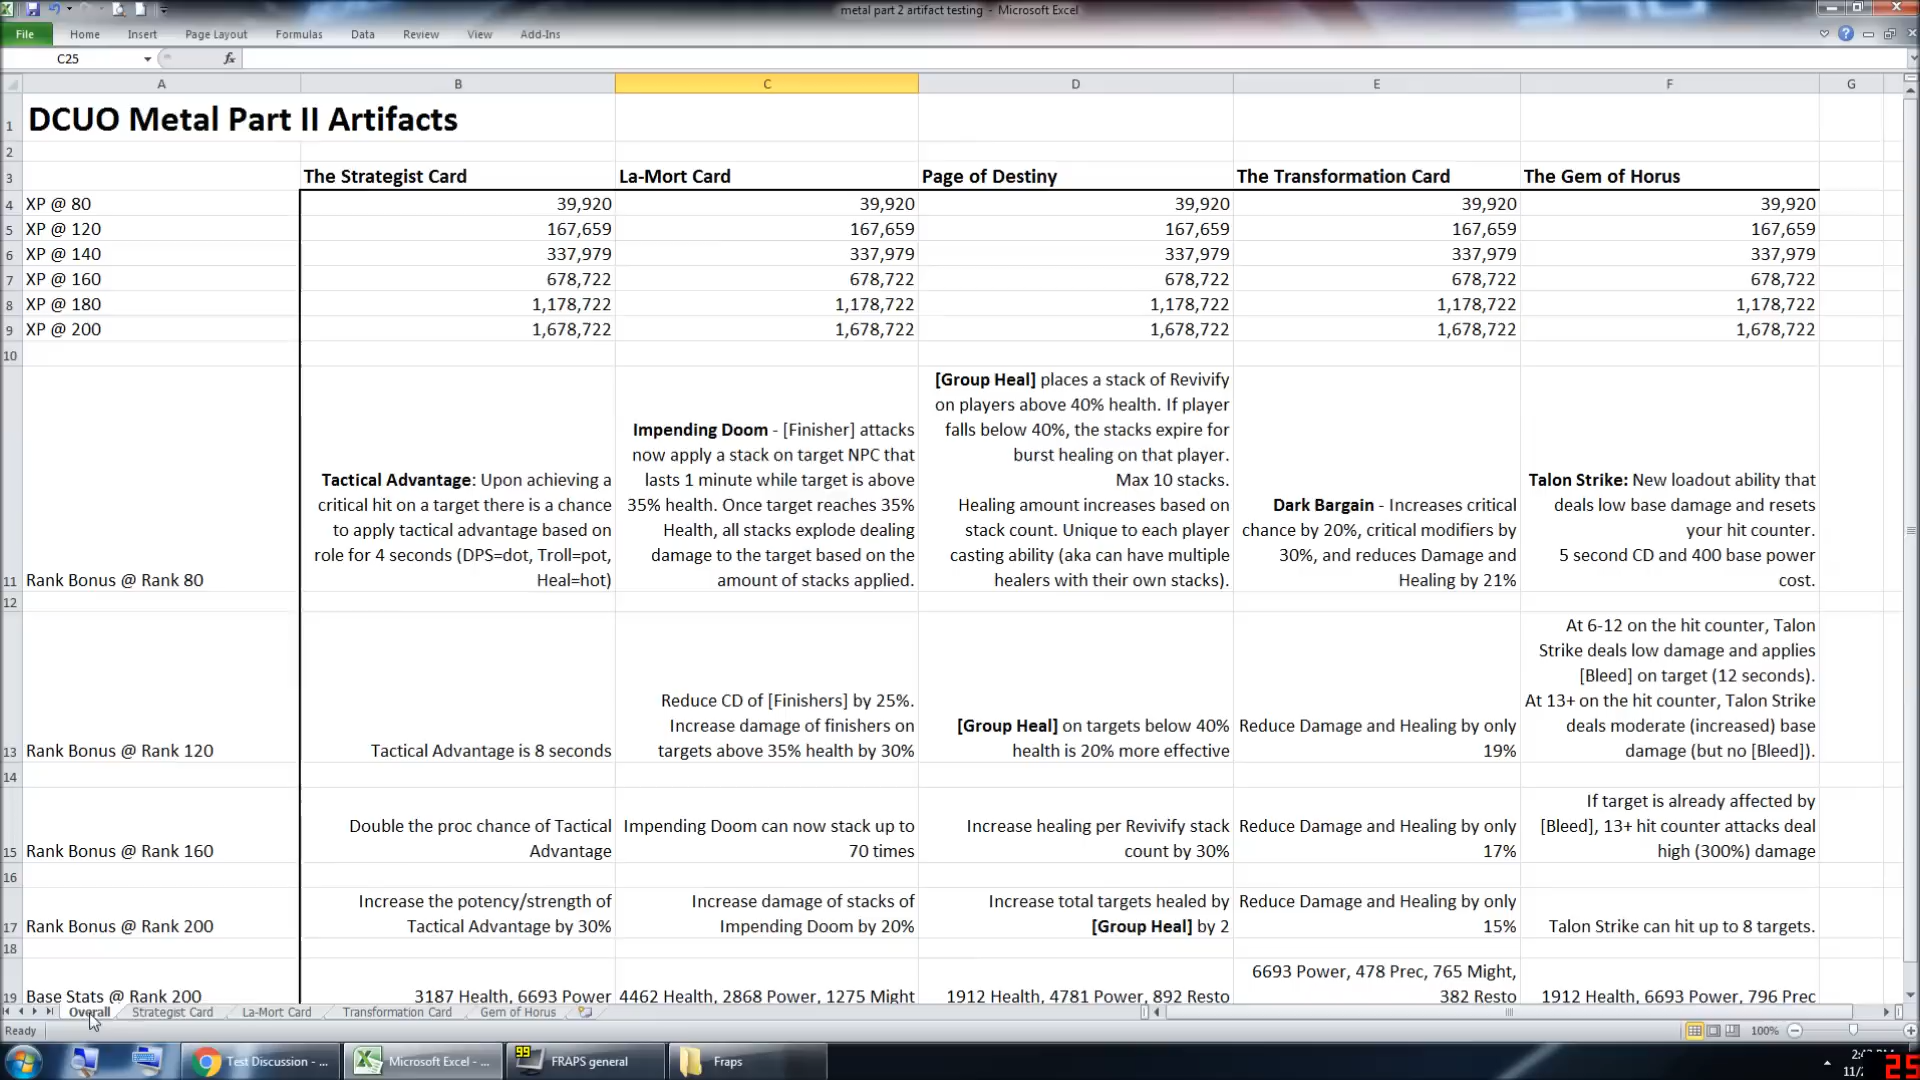 metal part 2 artifact testing - Microsoft Excel
File Home Insert Page Layout Formulas Data Review View Add-Ins
C25 fx
A B C D E F G
1 DCUO Metal Part II Artifacts
2
3 The Strategist Card La-Mort Card Page of Destiny The Transformation Card The Gem of Horus
4 XP @ 80 39,920 39,920 39,920 39,920 39,920
5 XP @ 120 167,659 167,659 167,659 167,659 167,659
6 XP @ 140 337,979 337,979 337,979 337,979 337,979
7 XP @ 160 678,722 678,722 678,722 678,722 678,722
8 XP @ 180 1,178,722 1,178,722 1,178,722 1,178,722 1,178,722
9 XP @ 200 1,678,722 1,678,722 1,678,722 1,678,722 1,678,722
10
11 Rank Bonus @ Rank 80
Tactical Advantage: Upon achieving a
critical hit on a target there is a chance
to apply tactical advantage based on
role for 4 seconds (DPS=dot, Troll=pot,
Heal=hot)
Impending Doom - [Finisher] attacks
now apply a stack on target NPC that
lasts 1 minute while target is above
35% health. Once target reaches 35%
Health, all stacks explode dealing
damage to the target based on the
amount of stacks applied.
[Group Heal] places a stack of Revivify
on players above 40% health. If player
falls below 40%, the stacks expire for
burst healing on that player.
Max 10 stacks.
Healing amount increases based on
stack count. Unique to each player
casting ability (aka can have multiple
healers with their own stacks).
Dark Bargain - Increases critical
chance by 20%, critical modifiers by
30%, and reduces Damage and
Healing by 21%
Talon Strike: New loadout ability that
deals low base damage and resets
your hit counter.
5 second CD and 400 base power
cost.
12
13 Rank Bonus @ Rank 120
Tactical Advantage is 8 seconds
Reduce CD of [Finishers] by 25%.
Increase damage of finishers on
targets above 35% health by 30%
[Group Heal] on targets below 40%
health is 20% more effective
Reduce Damage and Healing by only
19%
At 6-12 on the hit counter, Talon
Strike deals low damage and applies
[Bleed] on target (12 seconds).
At 13+ on the hit counter, Talon Strike
deals moderate (increased) base
damage (but no [Bleed]).
14
15 Rank Bonus @ Rank 160
Double the proc chance of Tactical
Advantage
Impending Doom can now stack up to
70 times
Increase healing per Revivify stack
count by 30%
Reduce Damage and Healing by only
17%
If target is already affected by
[Bleed], 13+ hit counter attacks deal
high (300%) damage
16
17 Rank Bonus @ Rank 200
Increase the potency/strength of
Tactical Advantage by 30%
Increase damage of stacks of
Impending Doom by 20%
Increase total targets healed by
[Group Heal] by 2
Reduce Damage and Healing by only
15%
Talon Strike can hit up to 8 targets.
18
19 Base Stats @ Rank 200
3187 Health, 6693 Power
4462 Health, 2868 Power, 1275 Might
1912 Health, 4781 Power, 892 Resto
6693 Power, 478 Prec, 765 Might,
382 Resto
1912 Health, 6693 Power, 796 Prec
Overall Strategist Card La-Mort Card Transformation Card Gem of Horus
Ready 100%
Test Discussion - ... Microsoft Excel - ... 99 FRAPS general Fraps
25